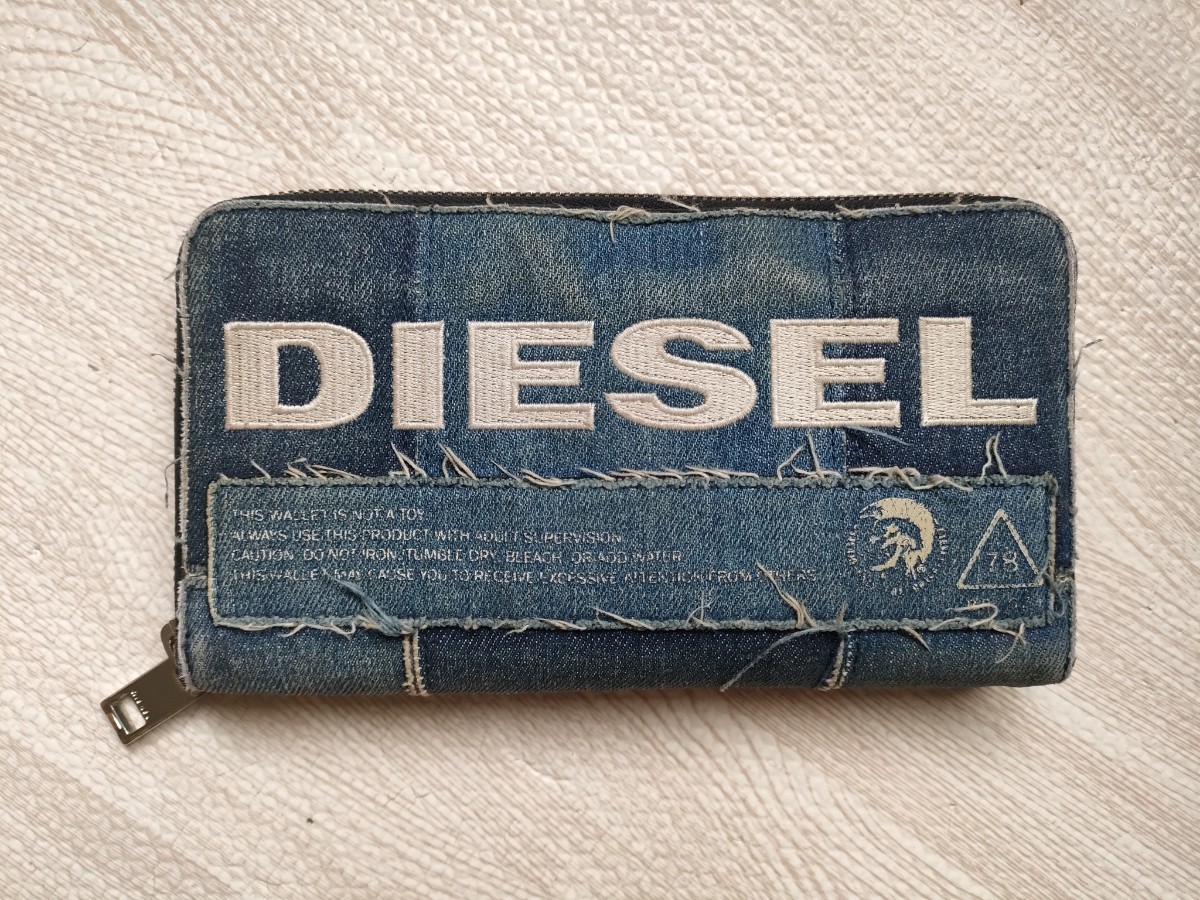 DIESEL
THIS WALLET IS NOT A TOY
ALWAYS USE THIS PRODUCT WITH ADULT SUPERVISION
CAUTION: DO NOT IRON, TUMBLE DRY, BLEACH, OR ADD WATER
THIS WALLET MAY CAUSE YOU TO RECEIVE EXCESSIVE ATTENTION FROM OTHERS
78